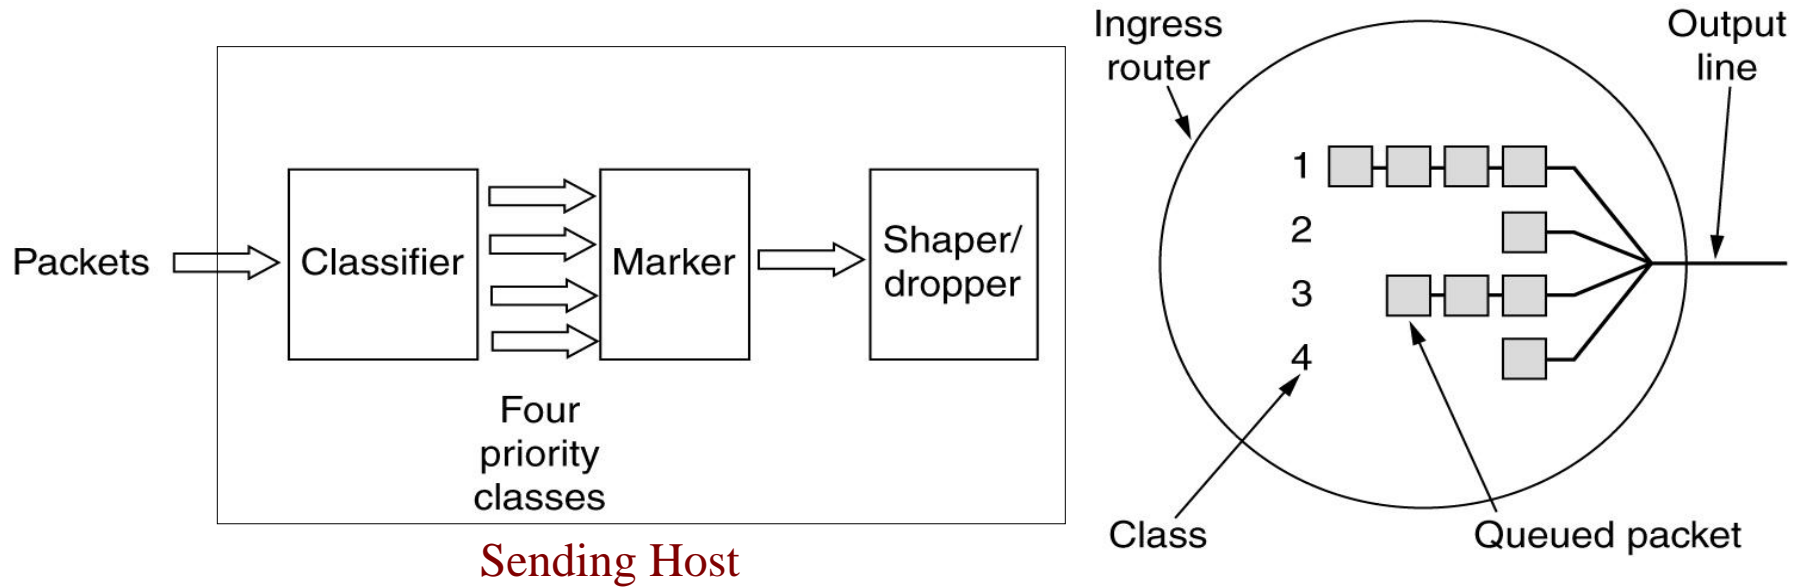 Packets
Classifier
Four
priority
classes
Marker
Shaper/
dropper
Sending Host
Ingress
router
Output
line
1
2
3
4
Class
Queued packet